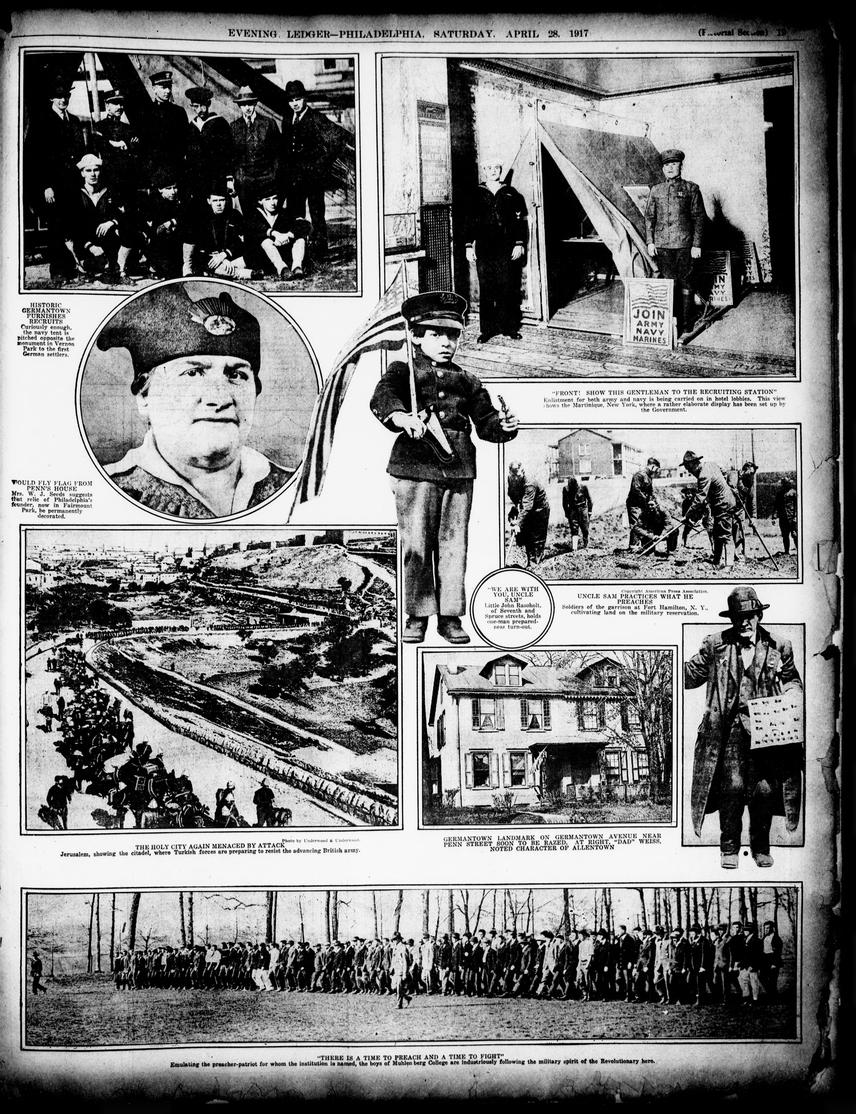 EVENING LEDGER—PHILADELPHIA, SATURDAY, APRIL 28, 1917
HISTORIC
GERMANTOWN
FURNISHES
RECRUITS
Curiously enough,
the navy tent is
pitched opposite the
monument in Vernon
Park to the first
German settlers.
JOIN
ARMY
NAVY
MARINES
"FRONT! SHOW THIS GENTLEMAN TO THE RECRUITING STATION"
Enlistment for both army and navy is being carried on in hotel lobbies. This view
shows the Martinique, New York, where a rather elaborate display has been set up by
the Government.
WOULD FLY FLAG FROM
PENN'S HOUSE
Mrs. W. J. Seeds suggests
that relic of Philadelphia's
founder, now in Fairmount
Park, be permanently
decorated.
"WE ARE WITH
YOU, UNCLE
SAM"
Little John
of Seventh and
Spruce streets, holds
one-man prepared-
ness turn-out.
Copyright American Press Association.
UNCLE SAM PRACTICES WHAT HE
PREACHES
Soldiers of the garrison at Fort Hamilton, N. Y.,
cultivating land on the military reservation.
Photo by Underwood & Underwood.
THE HOLY CITY AGAIN MENACED BY ATTACK
Jerusalem, showing the citadel, where Turkish forces are preparing to resist the advancing British army.
GERMANTOWN LANDMARK ON GERMANTOWN AVENUE NEAR
PENN STREET SOON TO BE RAZED. AT RIGHT, "DAD" WEISS,
NOTED CHARACTER OF ALLENTOWN
"THERE IS A TIME TO PREACH AND A TIME TO FIGHT"
Emulating the preacher-patriot for whom the institution is named, the boys of Muhlenberg College are industriously following the military spirit of the Revolutionary hero.